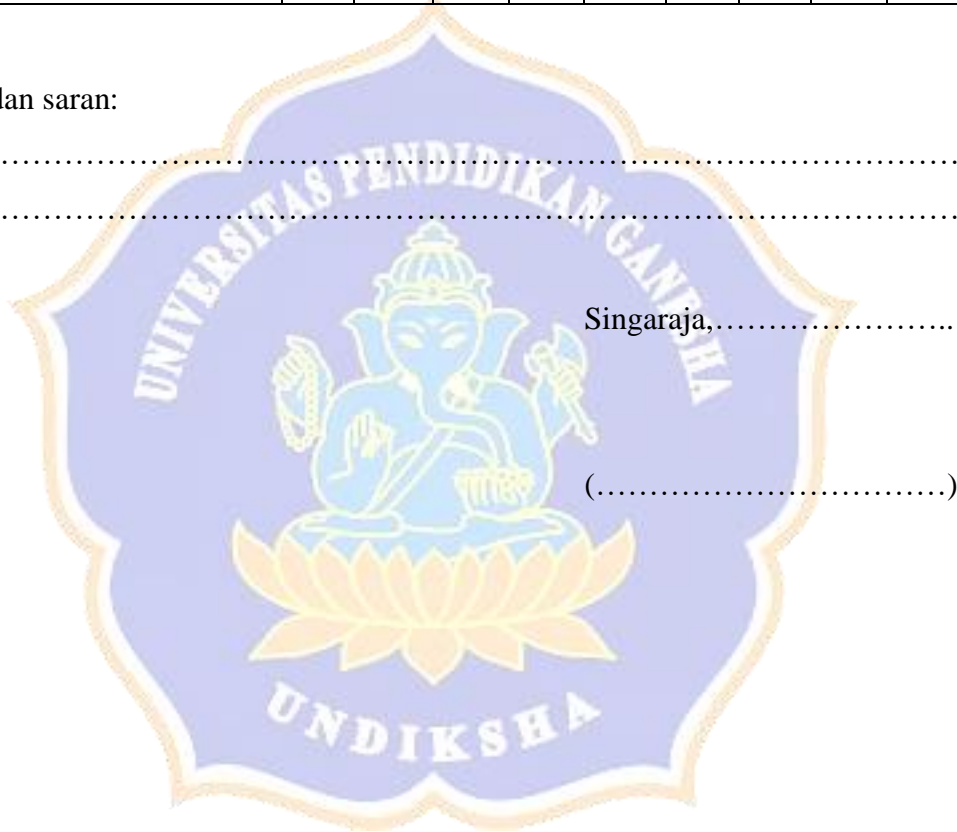 dan saran:
……………………………………………………………………………
……………………………………………………………………………
UNIVERSITAS PENDIDIKAN GANESHA
Singaraja,…………………..
(……………………………)
UNDIKSHA